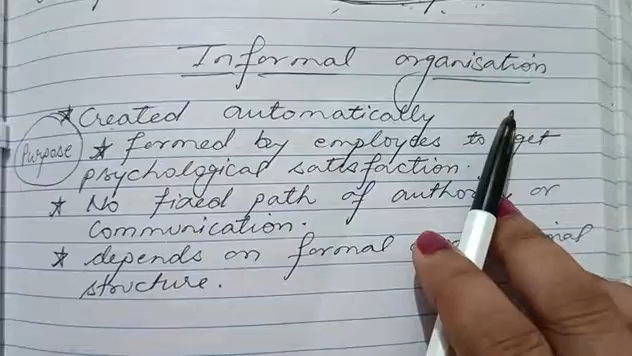 Informal organisation
* Created automatically
Purpose
* formed by employees to get
psychological satisfaction.
* No fixed path of authority or
communication.
* depends on formal
structure.